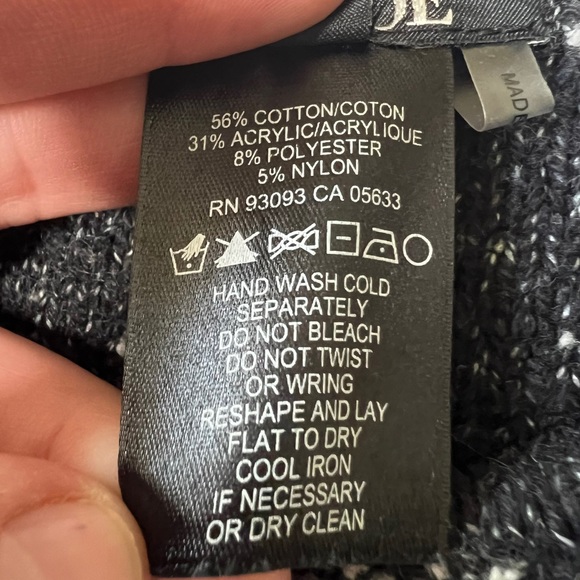 MADE
56% COTTON/COTON
31% ACRYLIC/ACRYLIQUE
8% POLYESTER
5% NYLON
RN 93093 CA 05633
HAND WASH COLD
SEPARATELY
DO NOT BLEACH
DO NOT TWIST
OR WRING
RESHAPE AND LAY
FLAT TO DRY
COOL IRON
IF NECESSARY
OR DRY CLEAN